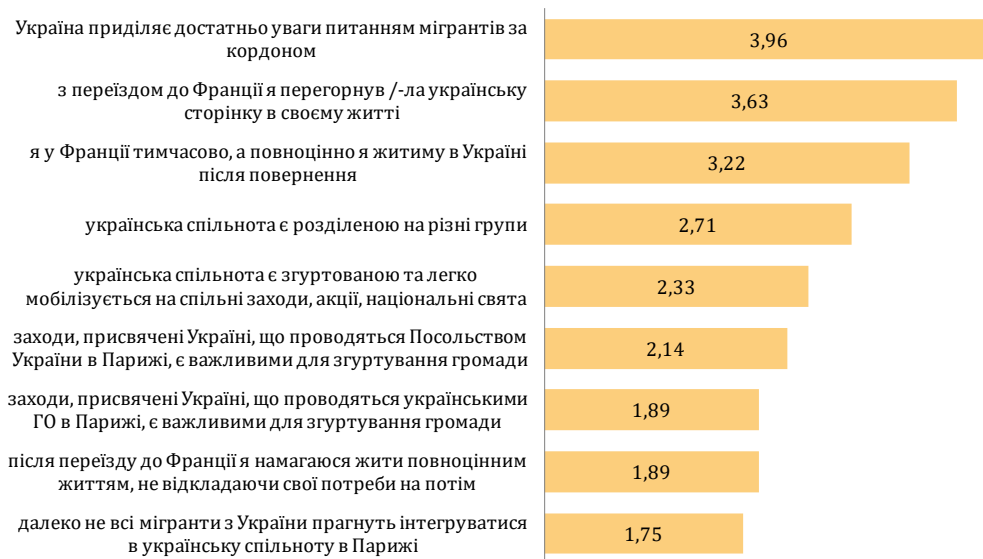 Україна приділяє достатньо уваги питанням мігрантів за
кордоном
3,96
з переїздом до Франції я перегорнув /-ла українську
сторінку в своєму житті
3,63
я у Франції тимчасово, а повноцінно я житиму в Україні
після повернення
3,22
українська спільнота є розділеною на різні групи
2,71
українська спільнота є згуртованою та легко
мобілізується на спільні заходи, акції, національні свята
2,33
заходи, присвячені Україні, що проводяться Посольством
України в Парижі, є важливими для згуртування громади
2,14
заходи, присвячені Україні, що проводяться українськими
ГО в Парижі, є важливими для згуртування громади
1,89
після переїзду до Франції я намагаюся жити повноцінним
життям, не відкладаючи свої потреби на потім
1,89
далеко не всі мігранти з України прагнуть інтегруватися
в українську спільноту в Парижі
1,75